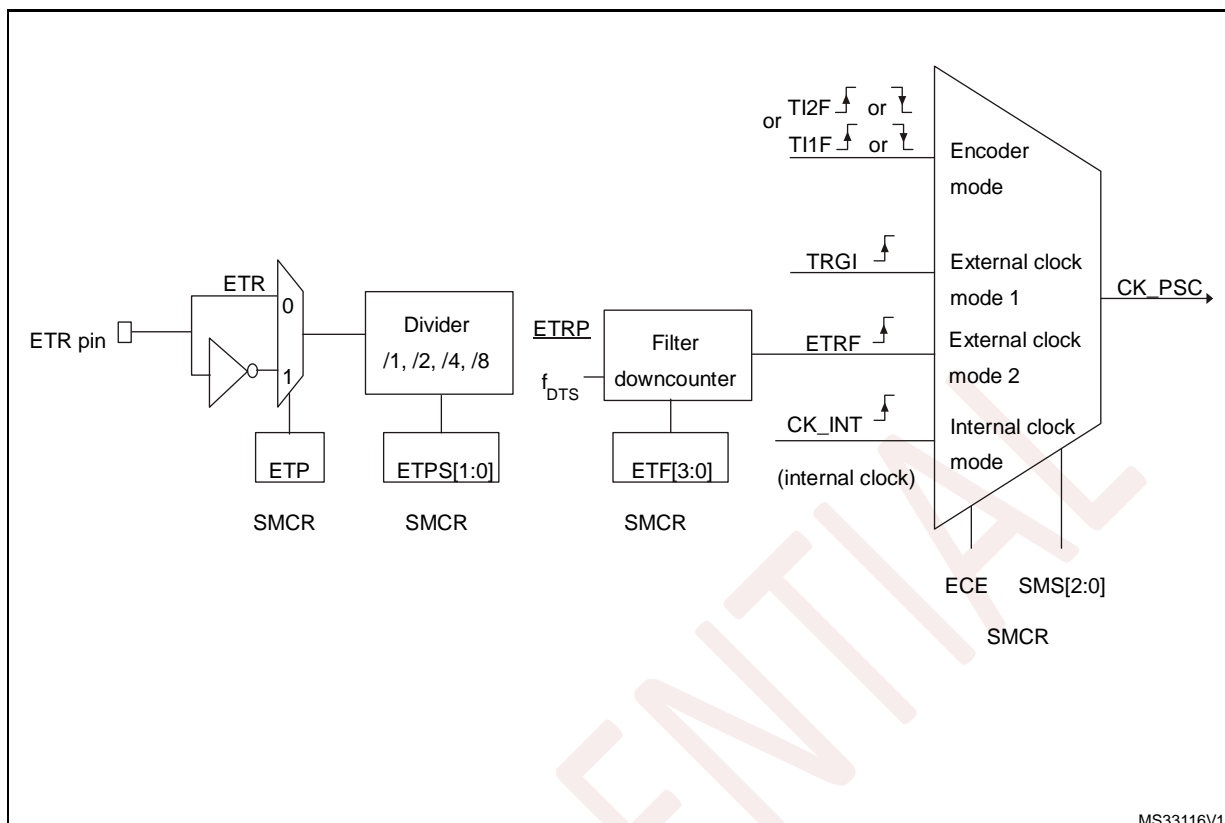 or TI2F or
TI1F or
Encoder
mode
TRGI
External clock
mode 1
CK_PSC
ETR
0
1
ETR pin
Divider
/1, /2, /4, /8
ETRP
f DTS
Filter
downcounter
ETRF
External clock
mode 2
CK_INT
Internal clock
mode
(internal clock)
ETP
ETPS[1:0]
ETF[3:0]
SMCR
SMCR
SMCR
ECE SMS[2:0]
SMCR
ENTIAL
MS33116V1